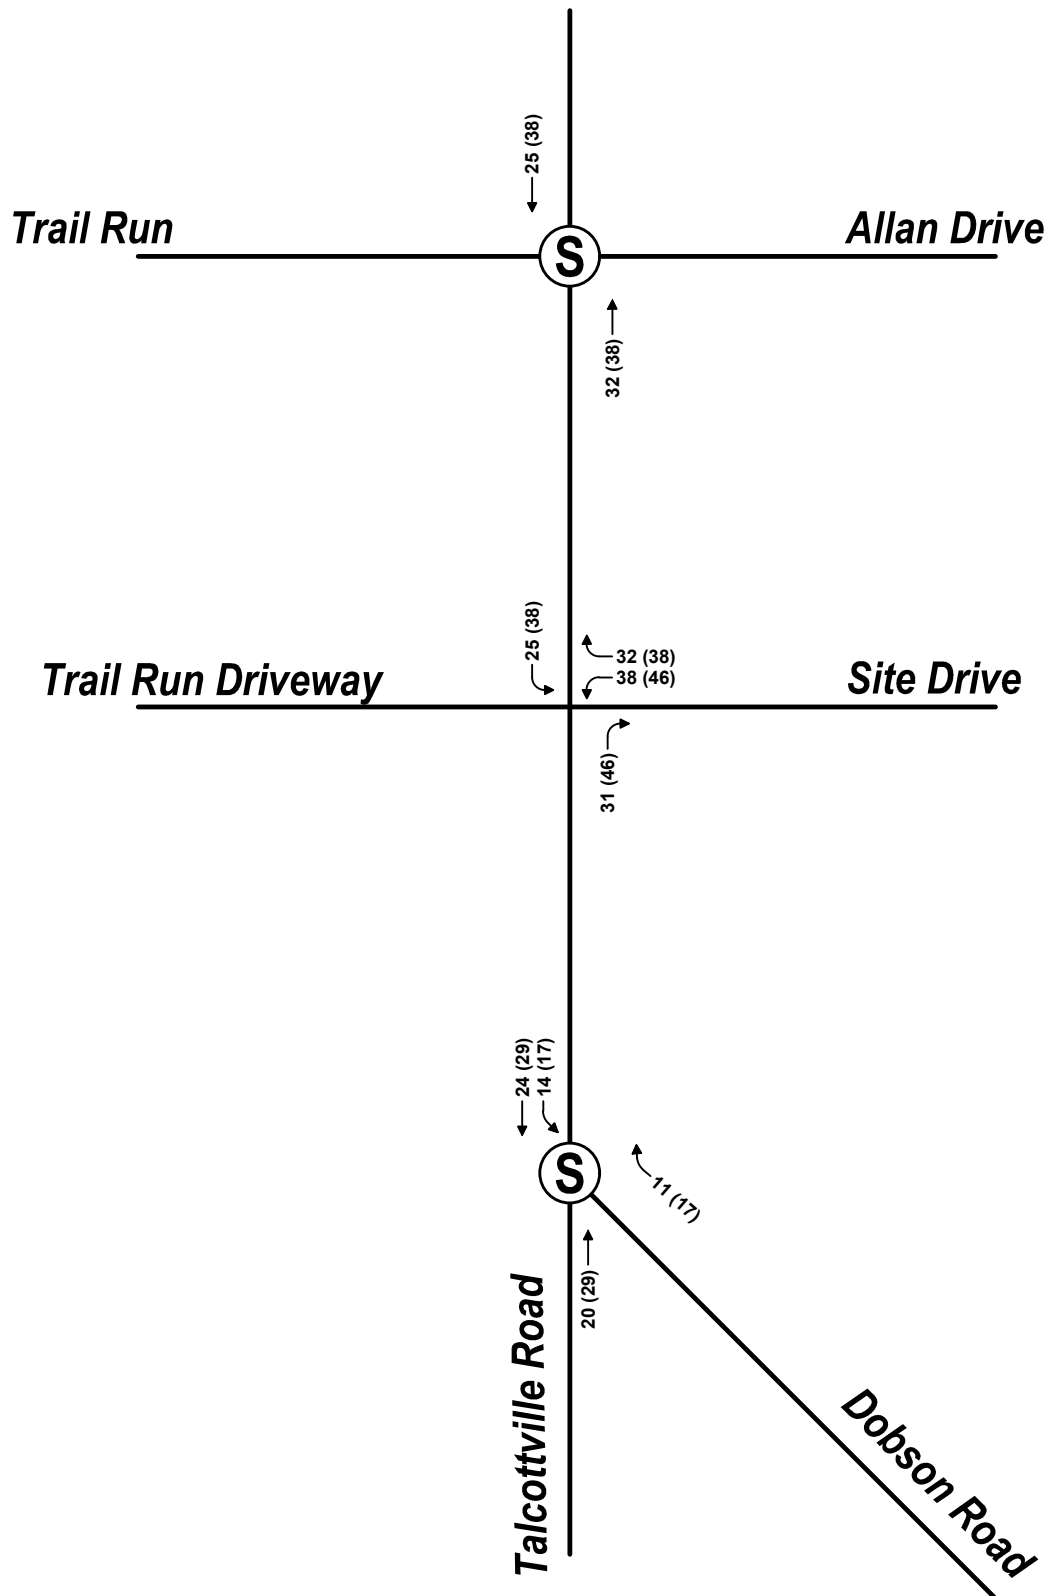 25 (38)
Trail Run
Allan Drive
S
32 (38)
25 (38)
32 (38)
38 (46)
Trail Run Driveway
Site Drive
31 (46)
24 (29)
14 (17)
S
11 (17)
20 (29)
Talcottville Road
Dobson Road